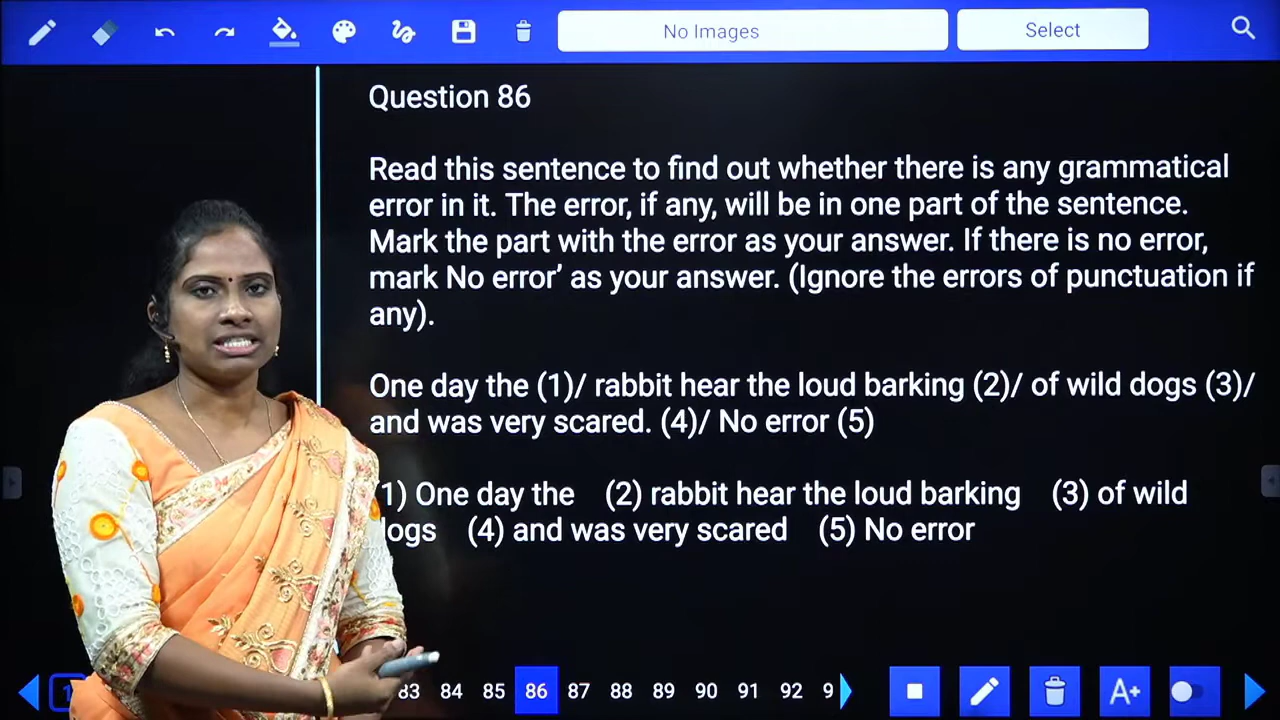 No Images
Select
Question 86
Read this sentence to find out whether there is any grammatical
error in it. The error, if any, will be in one part of the sentence.
Mark the part with the error as your answer. If there is no error,
mark No error’ as your answer. (Ignore the errors of punctuation if
any).
One day the (1)/ rabbit hear the loud barking (2)/ of wild dogs (3)/
and was very scared. (4)/ No error (5)
1) One day the (2) rabbit hear the loud barking (3) of wild
ogs (4) and was very scared (5) No error
1 83 84 85 86 87 88 89 90 91 92 9
A+